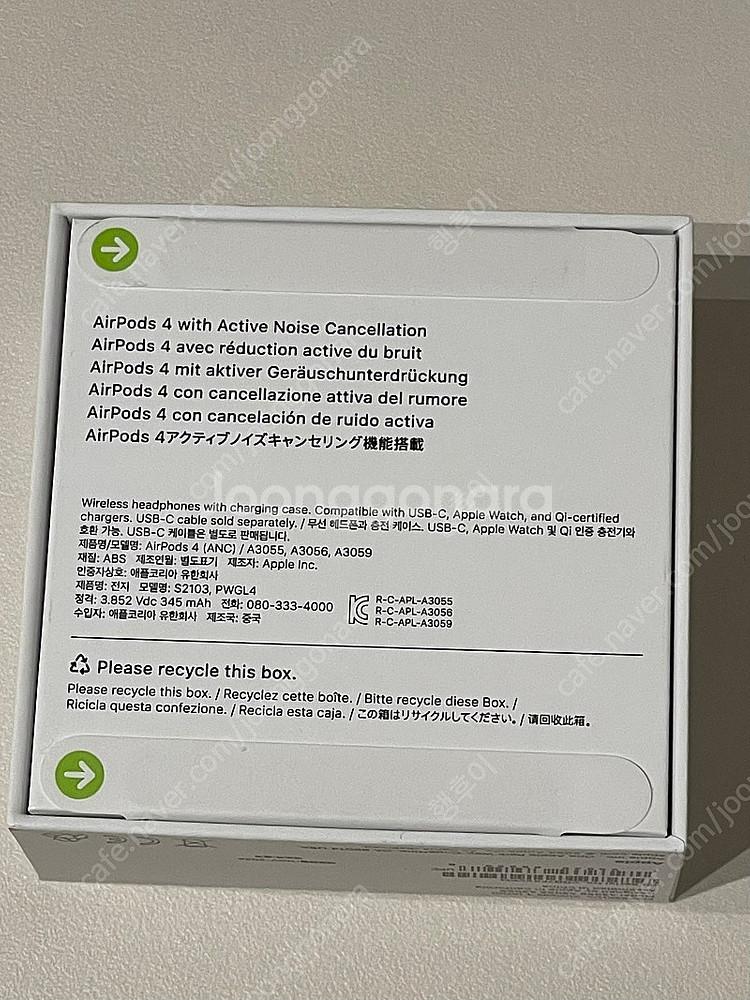 AirPods 4 with Active Noise Cancellation
AirPods 4 avec réduction active du bruit
AirPods 4 mit aktiver Geräuschunterdrückung
AirPods 4 con cancellazione attiva del rumore
AirPods 4 con cancelación de ruido activa
AirPods 4アクティブノイズキャンセリング機能搭載
joonggonara
Wireless headphones with charging case. Compatible with USB-C, Apple Watch, and Qi-certified
chargers. USB-C cable sold separately. / 무선 헤드폰과 충전 케이스. USB-C, Apple Watch 및 Qi 인증 충전기와
호환 가능. USB-C 케이블은 별도로 판매됩니다.
제품명/모델명: AirPods 4 (ANC) / A3055, A3056, A3059
재질: ABS 제조연월: 별도표기 제조자: Apple Inc.
인증자상호: 애플코리아 유한회사
제품명: 전지 모델명: S2103, PWGL4
정격: 3.852 Vdc 345 mAh 전화: 080-333-4000
수입자: 애플코리아 유한회사 제조국: 중국
R-C-APL-A3055
R-C-APL-A3056
R-C-APL-A3059
Please recycle this box.
Please recycle this box. / Recyclez cette boîte. / Bitte recycle diese Box. /
Ricicla questa confezione. / Recicla esta caja. / この箱はリサイクルしてください。/ 请回收此箱。
cafe.naver.com/joonggonara
행후이